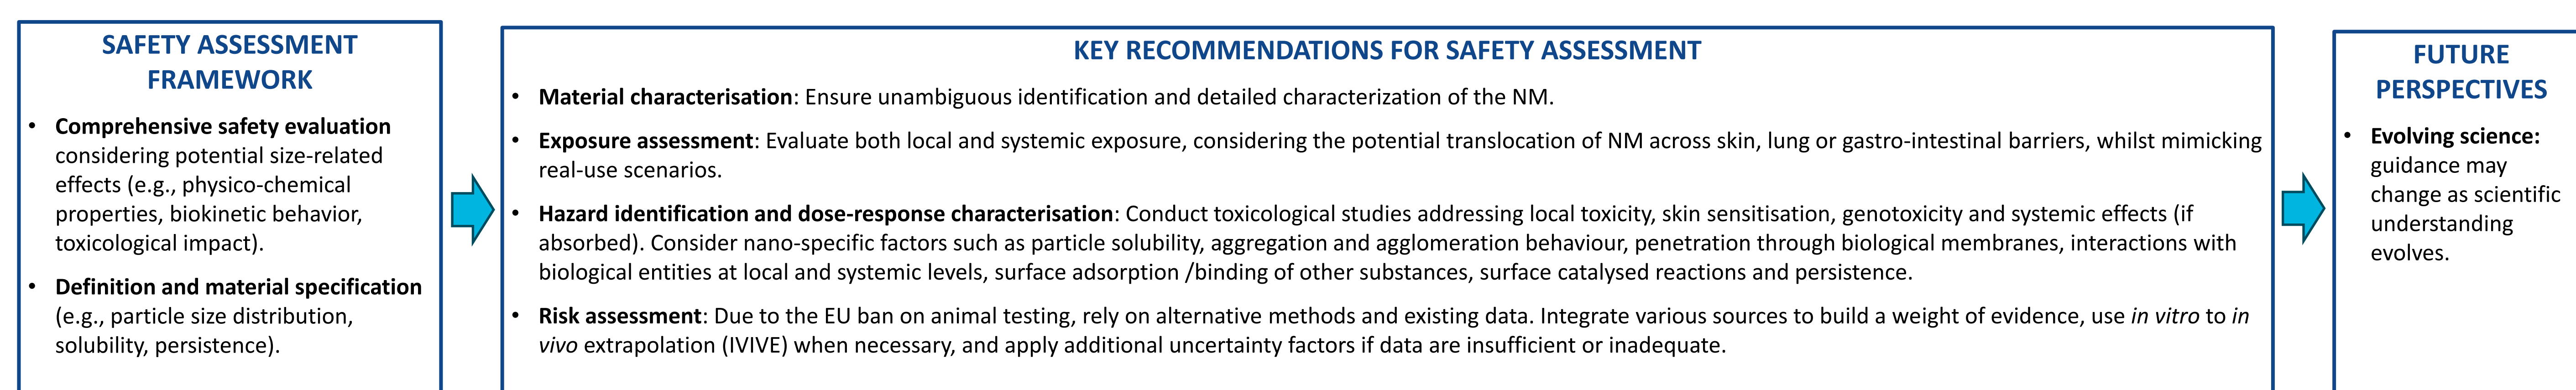 SAFETY ASSESSMENT
FRAMEWORK
• Comprehensive safety evaluation
considering potential size-related
effects (e.g., physico-chemical
properties, biokinetic behavior,
toxicological impact).
• Definition and material specification
(e.g., particle size distribution,
solubility, persistence).
KEY RECOMMENDATIONS FOR SAFETY ASSESSMENT
• Material characterisation: Ensure unambiguous identification and detailed characterization of the NM.
• Exposure assessment: Evaluate both local and systemic exposure, considering the potential translocation of NM across skin, lung or gastro-intestinal barriers, whilst mimicking
real-use scenarios.
• Hazard identification and dose-response characterisation: Conduct toxicological studies addressing local toxicity, skin sensitisation, genotoxicity and systemic effects (if
absorbed). Consider nano-specific factors such as particle solubility, aggregation and agglomeration behaviour, penetration through biological membranes, interactions with
biological entities at local and systemic levels, surface adsorption /binding of other substances, surface catalysed reactions and persistence.
• Risk assessment: Due to the EU ban on animal testing, rely on alternative methods and existing data. Integrate various sources to build a weight of evidence, use in vitro to in
vivo extrapolation (IVIVE) when necessary, and apply additional uncertainty factors if data are insufficient or inadequate.
FUTURE
PERSPECTIVES
• Evolving science:
guidance may
change as scientific
understanding
evolves.